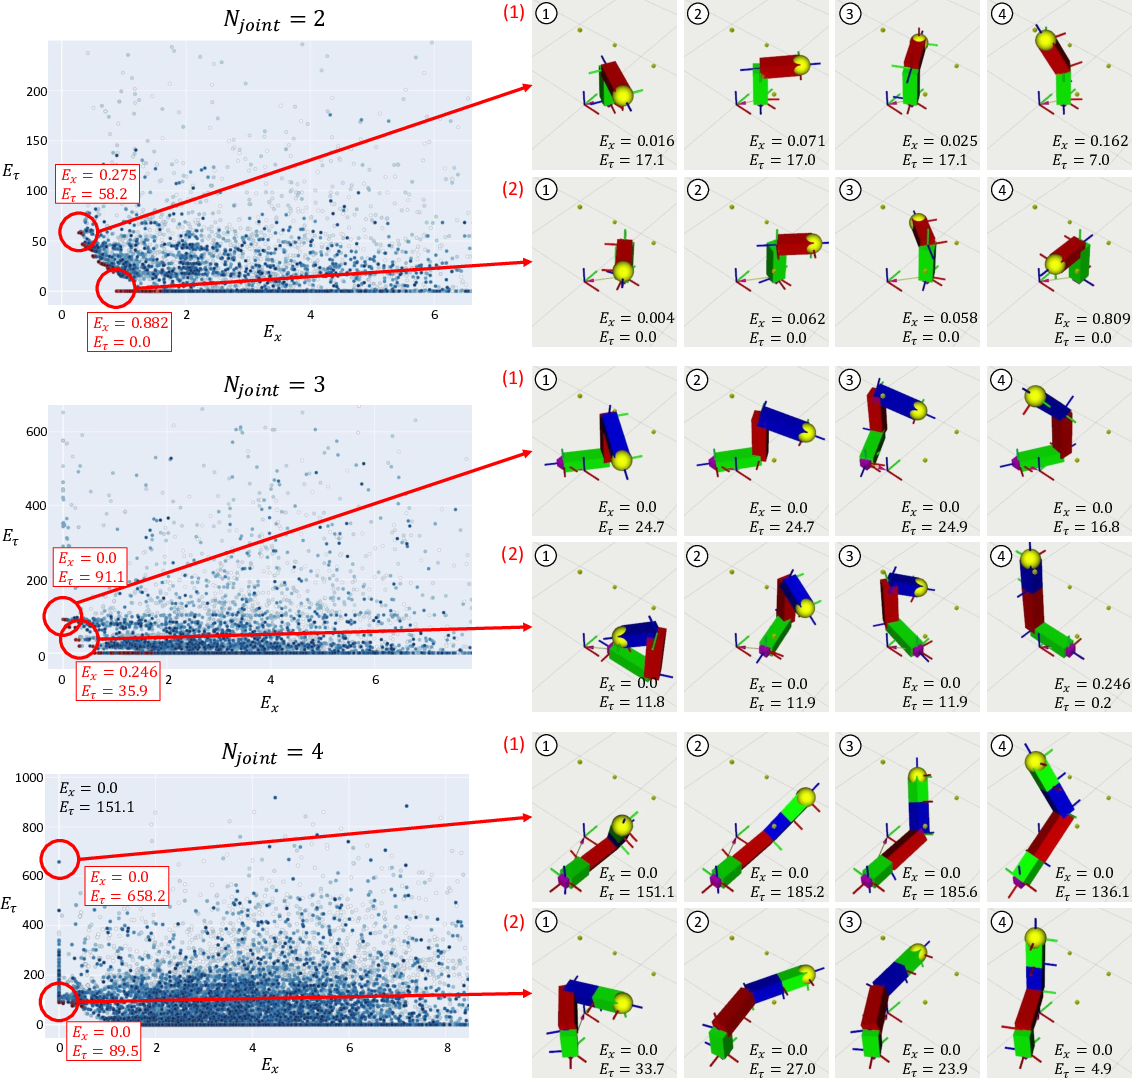 N_joint = 2
200
150
100
50
0
E_τ
0
2
4
6
E_x
E_x = 0.275
E_τ = 58.2
E_x = 0.882
E_τ = 0.0
(1)
1
E_x = 0.016
E_τ = 17.1
2
E_x = 0.071
E_τ = 17.0
3
E_x = 0.025
E_τ = 17.1
4
E_x = 0.162
E_τ = 7.0
(2)
1
E_x = 0.004
E_τ = 0.0
2
E_x = 0.062
E_τ = 0.0
3
E_x = 0.058
E_τ = 0.0
4
E_x = 0.809
E_τ = 0.0
N_joint = 3
600
400
200
0
E_τ
0
2
4
6
E_x
E_x = 0.0
E_τ = 91.1
E_x = 0.246
E_τ = 35.9
(1)
1
E_x = 0.0
E_τ = 24.7
2
E_x = 0.0
E_τ = 24.7
3
E_x = 0.0
E_τ = 24.9
4
E_x = 0.0
E_τ = 16.8
(2)
1
E_x = 0.0
E_τ = 11.8
2
E_x = 0.0
E_τ = 11.9
3
E_x = 0.0
E_τ = 11.9
4
E_x = 0.246
E_τ = 0.2
N_joint = 4
1000
800
600
400
200
0
E_τ
0
2
4
6
8
E_x
E_x = 0.0
E_τ = 151.1
E_x = 0.0
E_τ = 658.2
E_x = 0.0
E_τ = 89.5
(1)
1
E_x = 0.0
E_τ = 151.1
2
E_x = 0.0
E_τ = 185.2
3
E_x = 0.0
E_τ = 185.6
4
E_x = 0.0
E_τ = 136.1
(2)
1
E_x = 0.0
E_τ = 33.7
2
E_x = 0.0
E_τ = 27.0
3
E_x = 0.0
E_τ = 23.9
4
E_x = 0.0
E_τ = 4.9